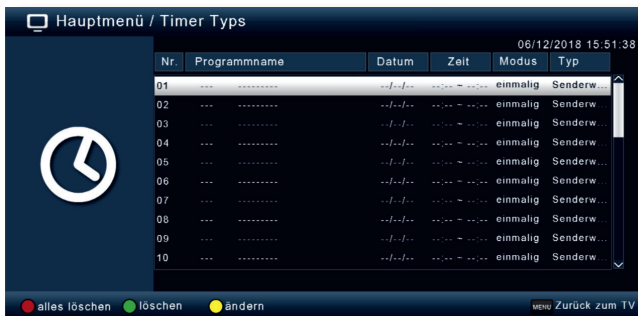 Hauptmenü / Timer Typs
06/12/2018 15:51:38
Nr. Programmname Datum Zeit Modus Typ
01 --- --------- --/--/-- --:-- ~ --:-- einmalig Senderw...
02 --- --------- --/--/-- --:-- ~ --:-- einmalig Senderw...
03 --- --------- --/--/-- --:-- ~ --:-- einmalig Senderw...
04 --- --------- --/--/-- --:-- ~ --:-- einmalig Senderw...
05 --- --------- --/--/-- --:-- ~ --:-- einmalig Senderw...
06 --- --------- --/--/-- --:-- ~ --:-- einmalig Senderw...
07 --- --------- --/--/-- --:-- ~ --:-- einmalig Senderw...
08 --- --------- --/--/-- --:-- ~ --:-- einmalig Senderw...
09 --- --------- --/--/-- --:-- ~ --:-- einmalig Senderw...
10 --- --------- --/--/-- --:-- ~ --:-- einmalig Senderw...
alles löschen löschen ändern MENU Zurück zum TV